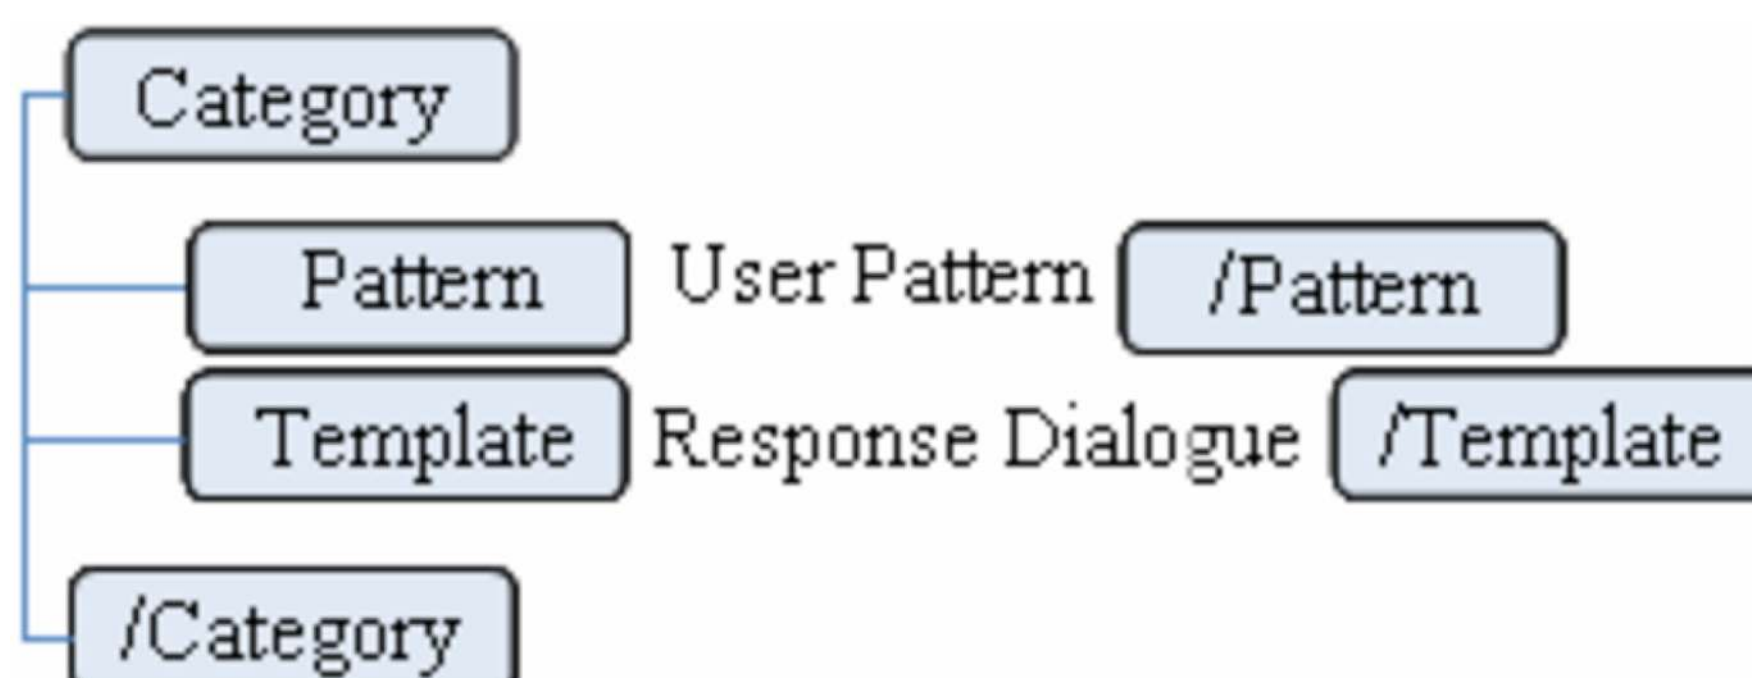 Category
Pattern User Pattern /Pattern
Template Response Dialogue /Template
/Category